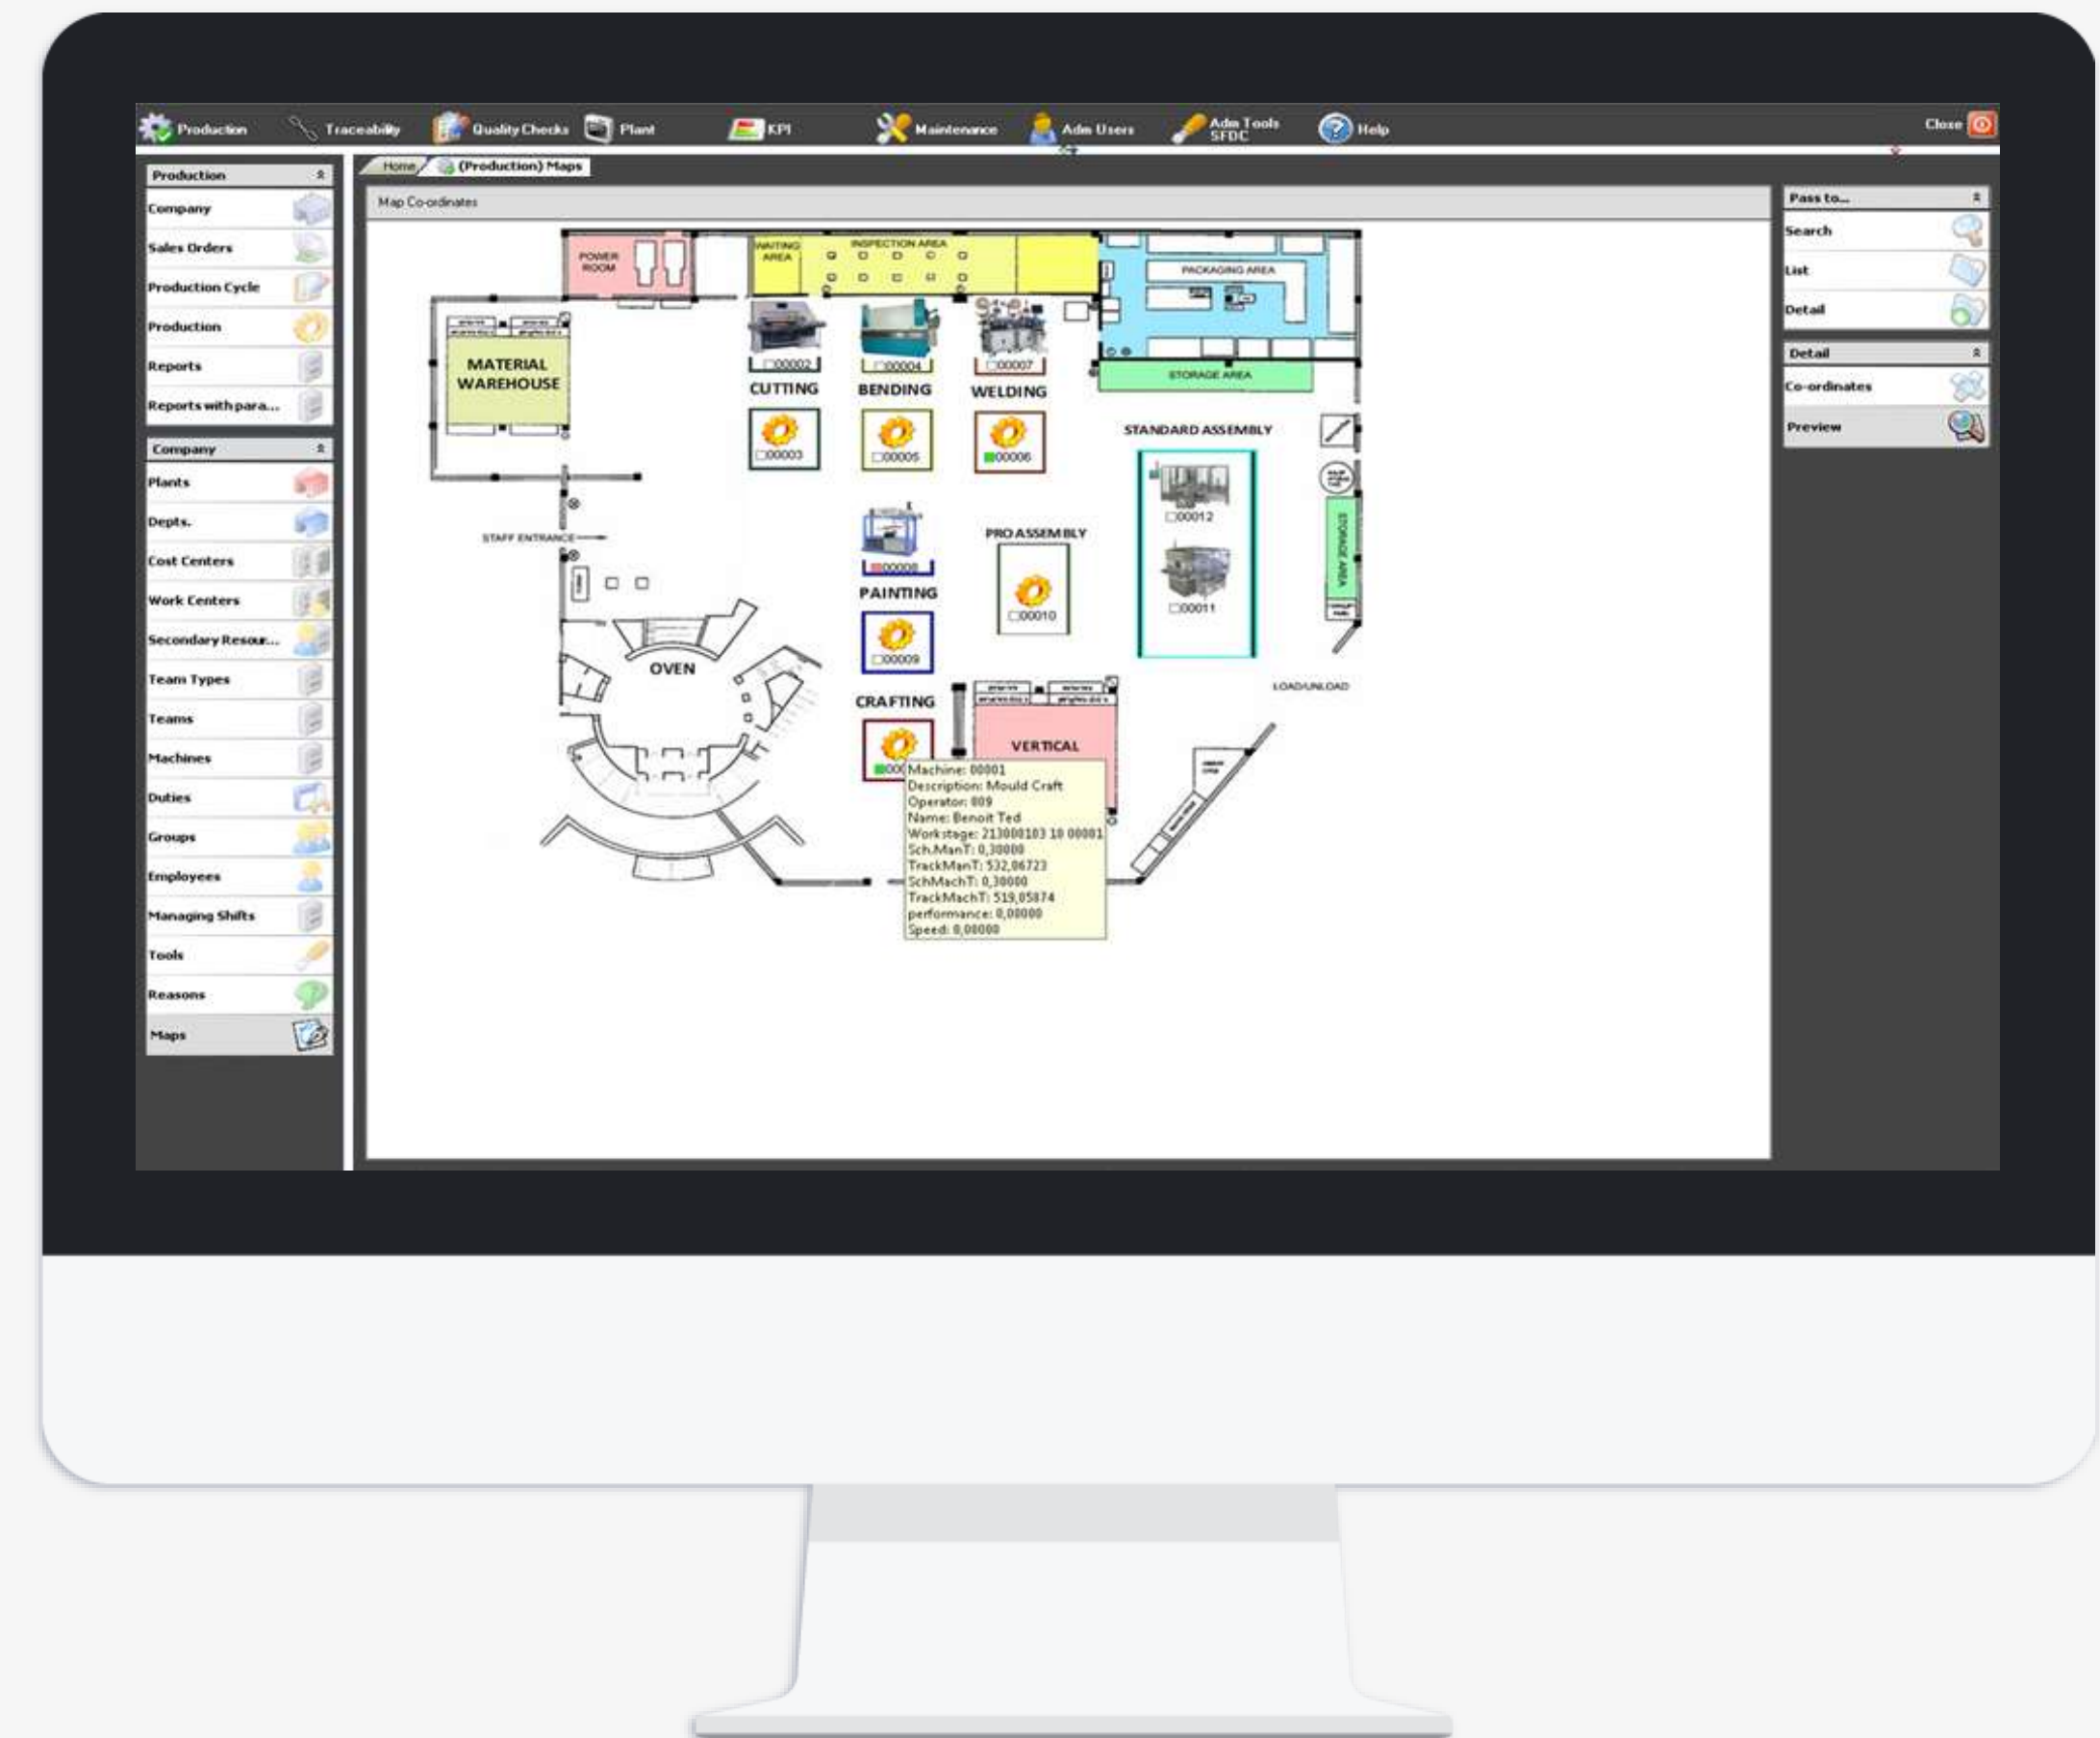 Production
Traceability
Quality Checks
Plant
KPI
Maintenance
Adm Users
Adm Tools
SFDC
Help
Close
Production
Company
Sales Orders
Production Cycle
Production
Reports
Reports with para...
Company
Plants
Depts.
Cost Centers
Work Centers
Secondary Resour...
Team Types
Teams
Machines
Duties
Groups
Employees
Managing Shifts
Tools
Reasons
Maps
Home
(Production) Maps
Map Co-ordinates
POWER
ROOM
WAITING
AREA
INSPECTION AREA
PACKAGING AREA
STORAGE AREA
MATERIAL
WAREHOUSE
00002
CUTTING
00003
00004
BENDING
00005
00007
WELDING
00006
STANDARD ASSEMBLY
00012
00011
STORAGE AREA
STAFF ENTRANCE
PRO ASSEMBLY
00010
00008
PAINTING
00009
OVEN
CRAFTING
VERTICAL
LOAD/UNLOAD
Machine: 00001
Description: Mould Craft
Operator: 009
Name: Benoit Ted
Workstage: 213000103 10 00001
Sch.ManT: 0,30000
TrackManT: 532,06723
SchMachT: 0,30000
TrackMachT: 519,05874
performance: 0,00000
Speed: 0,00000
Pass to...
Search
List
Detail
Detail
Co-ordinates
Preview